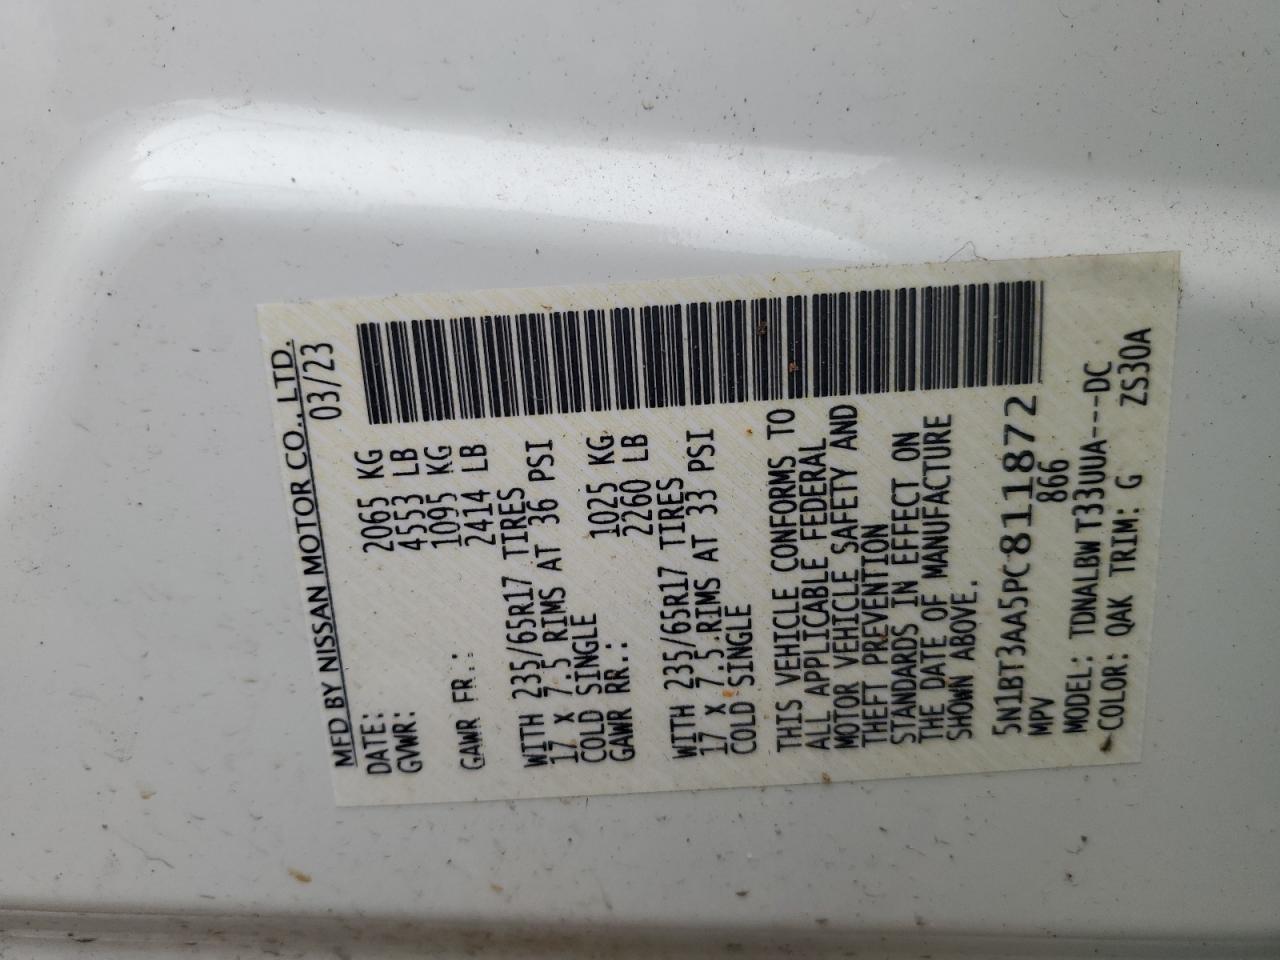 MFD BY NISSAN MOTOR CO., LTD.
DATE: 03/23
GVWR: 2065 KG
4553 LB
GAWR FR.: 1095 KG
2414 LB
WITH 235/65R17 TIRES
17 x 7.5 RIMS AT 36 PSI
COLD SINGLE
GAWR RR.: 1025 KG
2260 LB
WITH 235/65R17 TIRES
17 x 7.5 RIMS AT 33 PSI
COLD SINGLE
THIS VEHICLE CONFORMS TO
ALL APPLICABLE FEDERAL
MOTOR VEHICLE SAFETY AND
THEFT PREVENTION
STANDARDS IN EFFECT ON
THE DATE OF MANUFACTURE
SHOWN ABOVE.
5N1BT3AA5PC811872
MPV 866
MODEL: TDNALBW T33UUA---DC
COLOR: QAK TRIM: G ZS30A